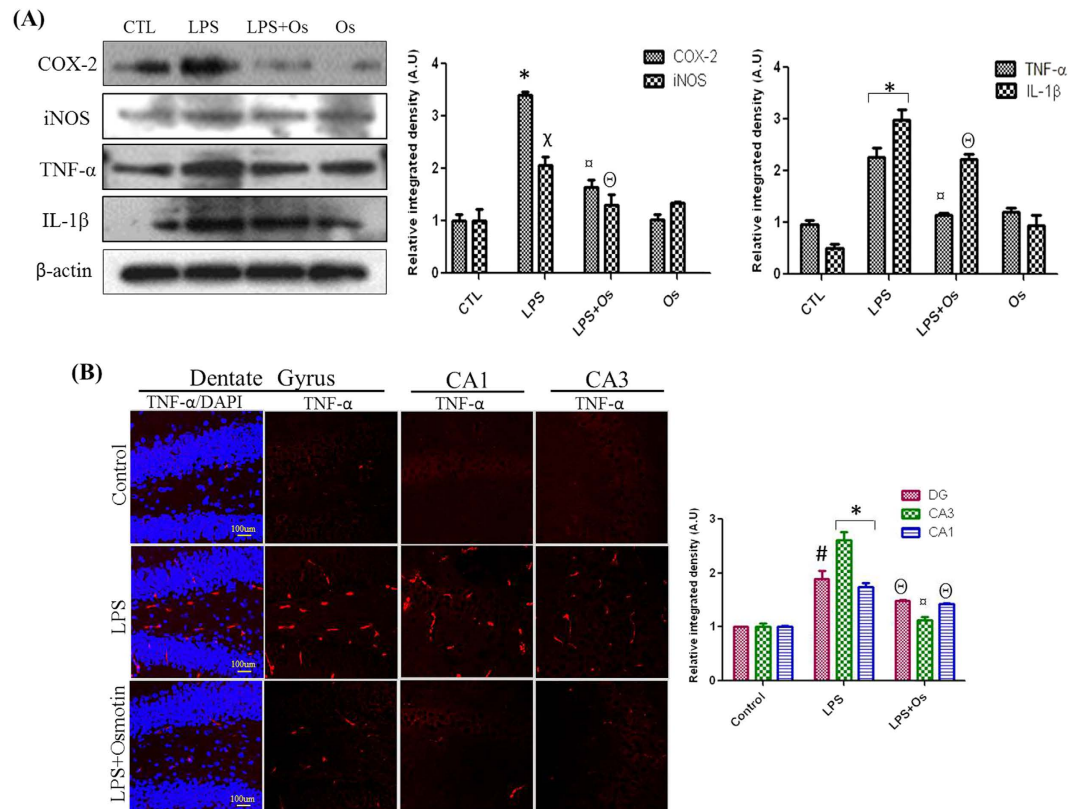 (A)
CTL LPS LPS+Os Os
COX-2
iNOS
TNF-α
IL-1β
β-actin
Relative integrated density (A.U)
4
3
2
1
0
COX-2
iNOS
*
χ
¤
Θ
CTL
LPS
LPS+Os
Os
Relative integrated density (A.U)
4
3
2
1
0
TNF-α
IL-1β
*
¤
Θ
CTL
LPS
LPS+Os
Os
(B)
Dentate Gyrus CA1 CA3
TNF-α/DAPI TNF-α TNF-α TNF-α
Control
100um
LPS
100um
LPS+Osmotin
100um
Relative integrated density (A.U)
3
2
1
0
DG
CA3
CA1
#
*
Θ
¤
Θ
Control
LPS
LPS+Os